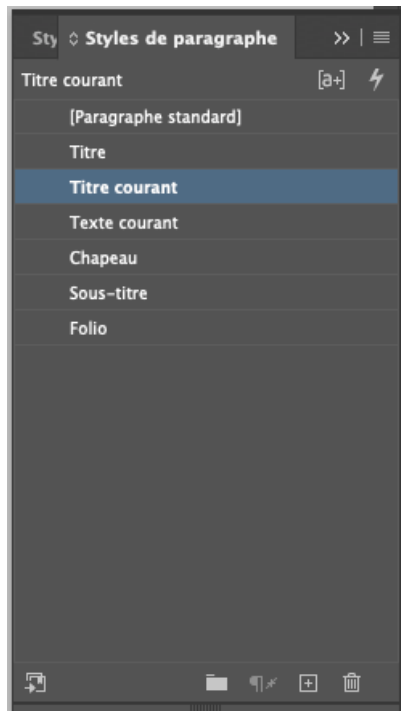 Sty Styles de paragraphe
Titre courant [a+]
[Paragraphe standard]
Titre
Titre courant
Texte courant
Chapeau
Sous-titre
Folio